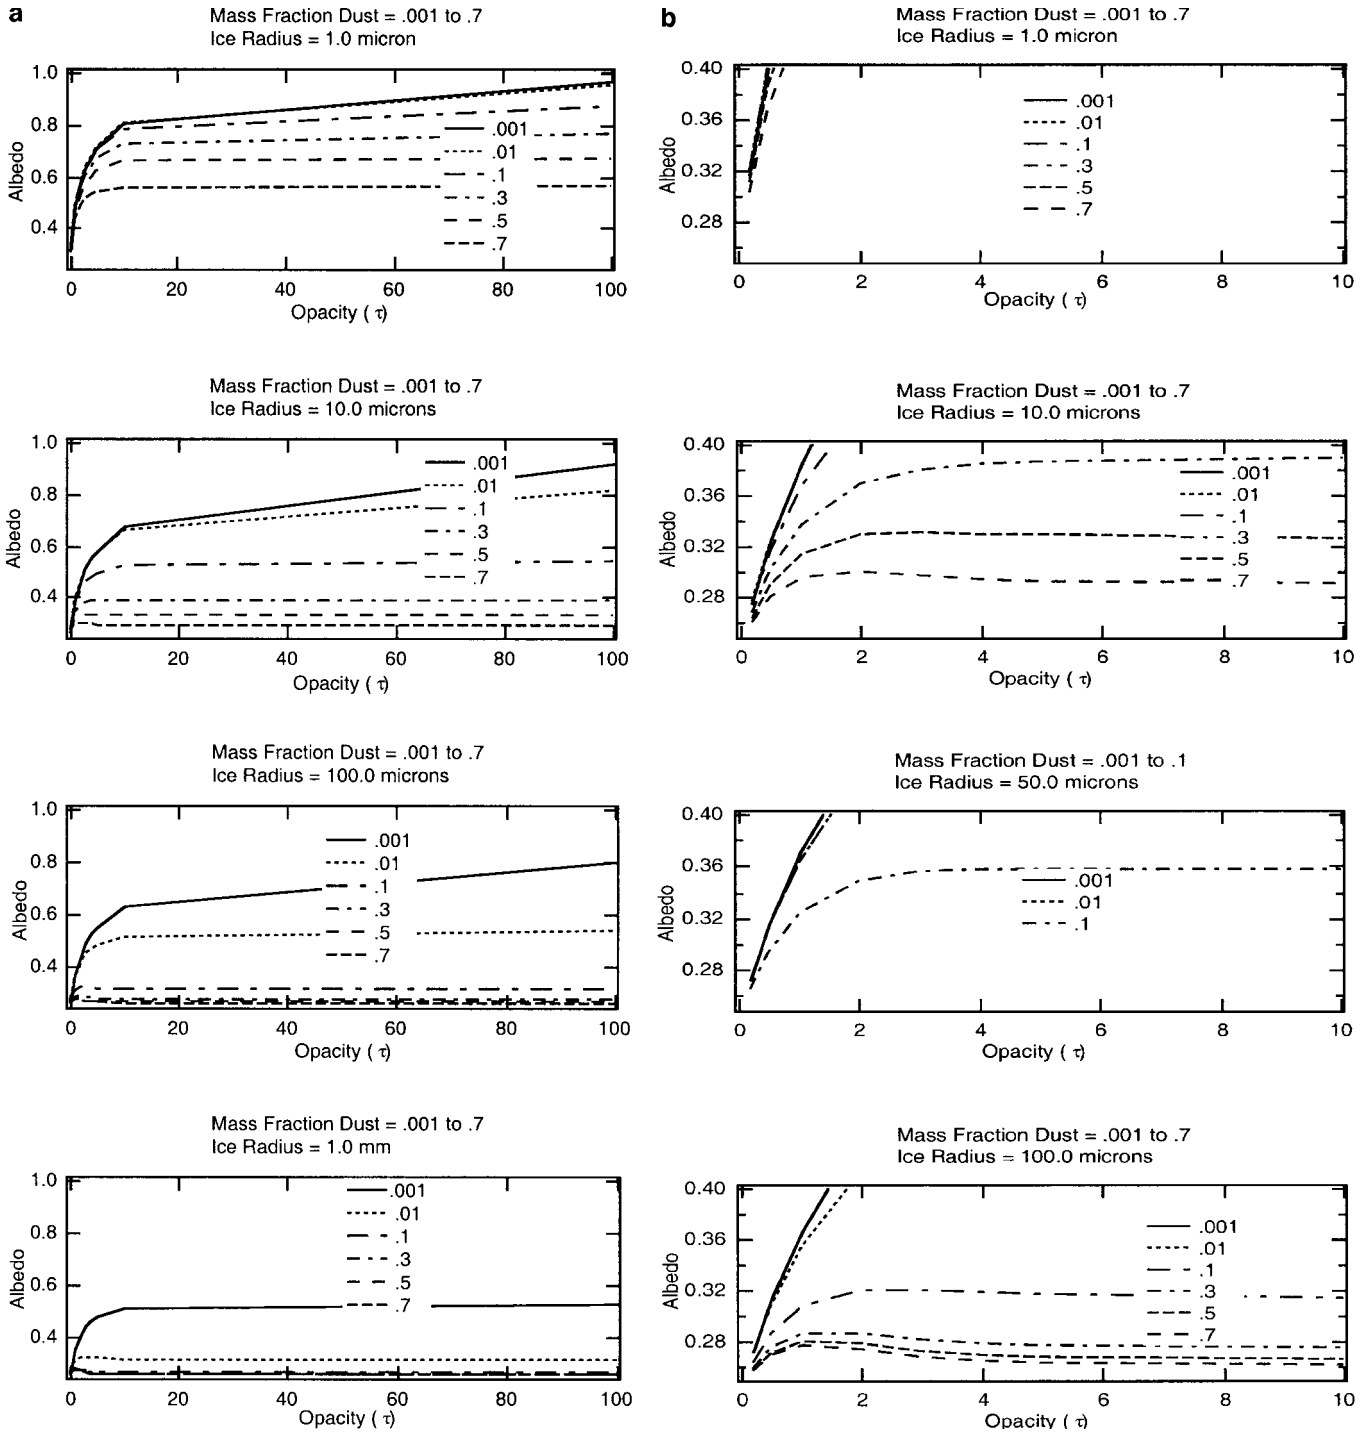 a
Mass Fraction Dust = .001 to .7
Ice Radius = 1.0 micron
1.0
0.8
0.6
0.4
Albedo
.001
.01
.1
.3
.5
.7
0 20 40 60 80 100
Opacity ( τ)
Mass Fraction Dust = .001 to .7
Ice Radius = 10.0 microns
1.0
0.8
0.6
0.4
Albedo
.001
.01
.1
.3
.5
.7
0 20 40 60 80 100
Opacity ( τ)
Mass Fraction Dust = .001 to .7
Ice Radius = 100.0 microns
1.0
0.8
0.6
0.4
Albedo
.001
.01
.1
.3
.5
.7
0 20 40 60 80 100
Opacity ( τ)
Mass Fraction Dust = .001 to .7
Ice Radius = 1.0 mm
1.0
0.8
0.6
0.4
Albedo
.001
.01
.1
.3
.5
.7
0 20 40 60 80 100
Opacity ( τ)
b
Mass Fraction Dust = .001 to .7
Ice Radius = 1.0 micron
0.40
0.36
0.32
0.28
Albedo
.001
.01
.1
.3
.5
.7
0 2 4 6 8 10
Opacity ( τ)
Mass Fraction Dust = .001 to .7
Ice Radius = 10.0 microns
0.40
0.36
0.32
0.28
Albedo
.001
.01
.1
.3
.5
.7
0 2 4 6 8 10
Opacity ( τ)
Mass Fraction Dust = .001 to .1
Ice Radius = 50.0 microns
0.40
0.36
0.32
0.28
Albedo
.001
.01
.1
0 2 4 6 8 10
Opacity ( τ)
Mass Fraction Dust = .001 to .7
Ice Radius = 100.0 microns
0.40
0.36
0.32
0.28
Albedo
.001
.01
.1
.3
.5
.7
0 2 4 6 8 10
Opacity ( τ)